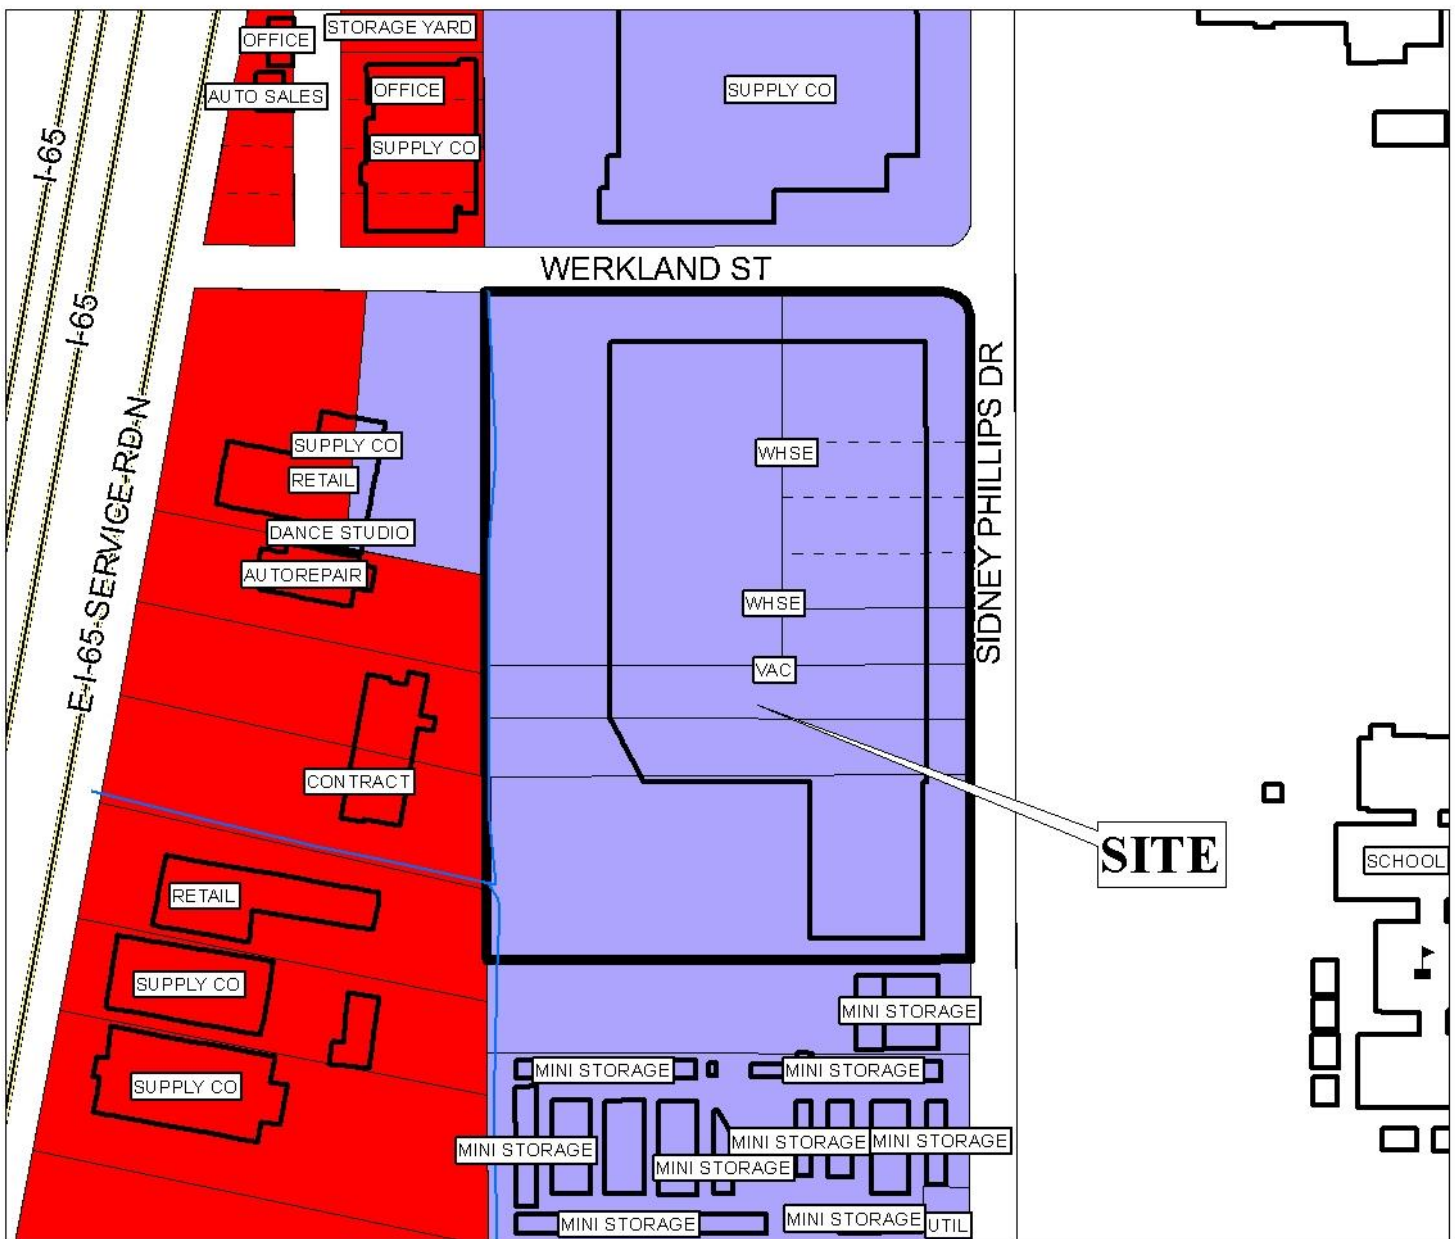 OFFICE
STORAGE YARD
AUTO SALES
OFFICE
SUPPLY CO
SUPPLY CO
I-65
WERKLAND ST
I-65
SIDNEY PHILLIPS DR
E-I-65-SERVICE-RD-N
SUPPLY CO
RETAIL
WHSE
DANCE STUDIO
AUTOREPAIR
WHSE
VAC
CONTRACT
SITE
SCHOOL
RETAIL
SUPPLY CO
MINI STORAGE
SUPPLY CO
MINI STORAGE
MINI STORAGE
MINI STORAGE
MINI STORAGE
MINI STORAGE
MINI STORAGE
MINI STORAGE
MINI STORAGE
UTIL